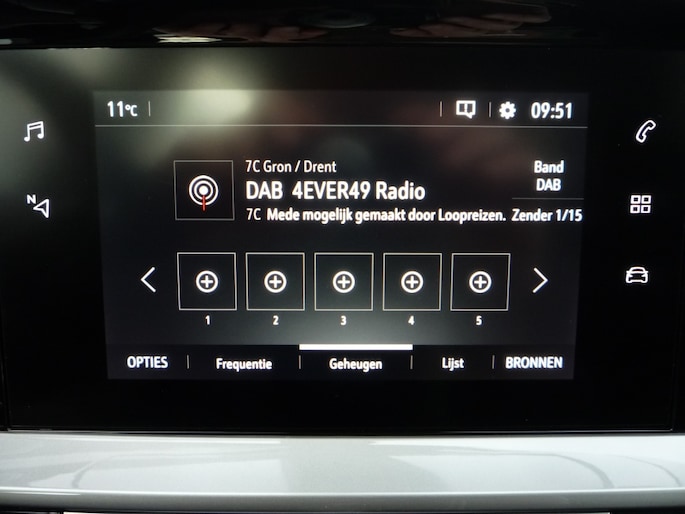 11°C
09:51
7C Gron / Drent
Band
DAB 4EVER49 Radio
DAB
7C Mede mogelijk gemaakt door Loopreizen. Zender 1/15
N
1 2 3 4 5
OPTIES Frequentie Geheugen Lijst BRONNEN